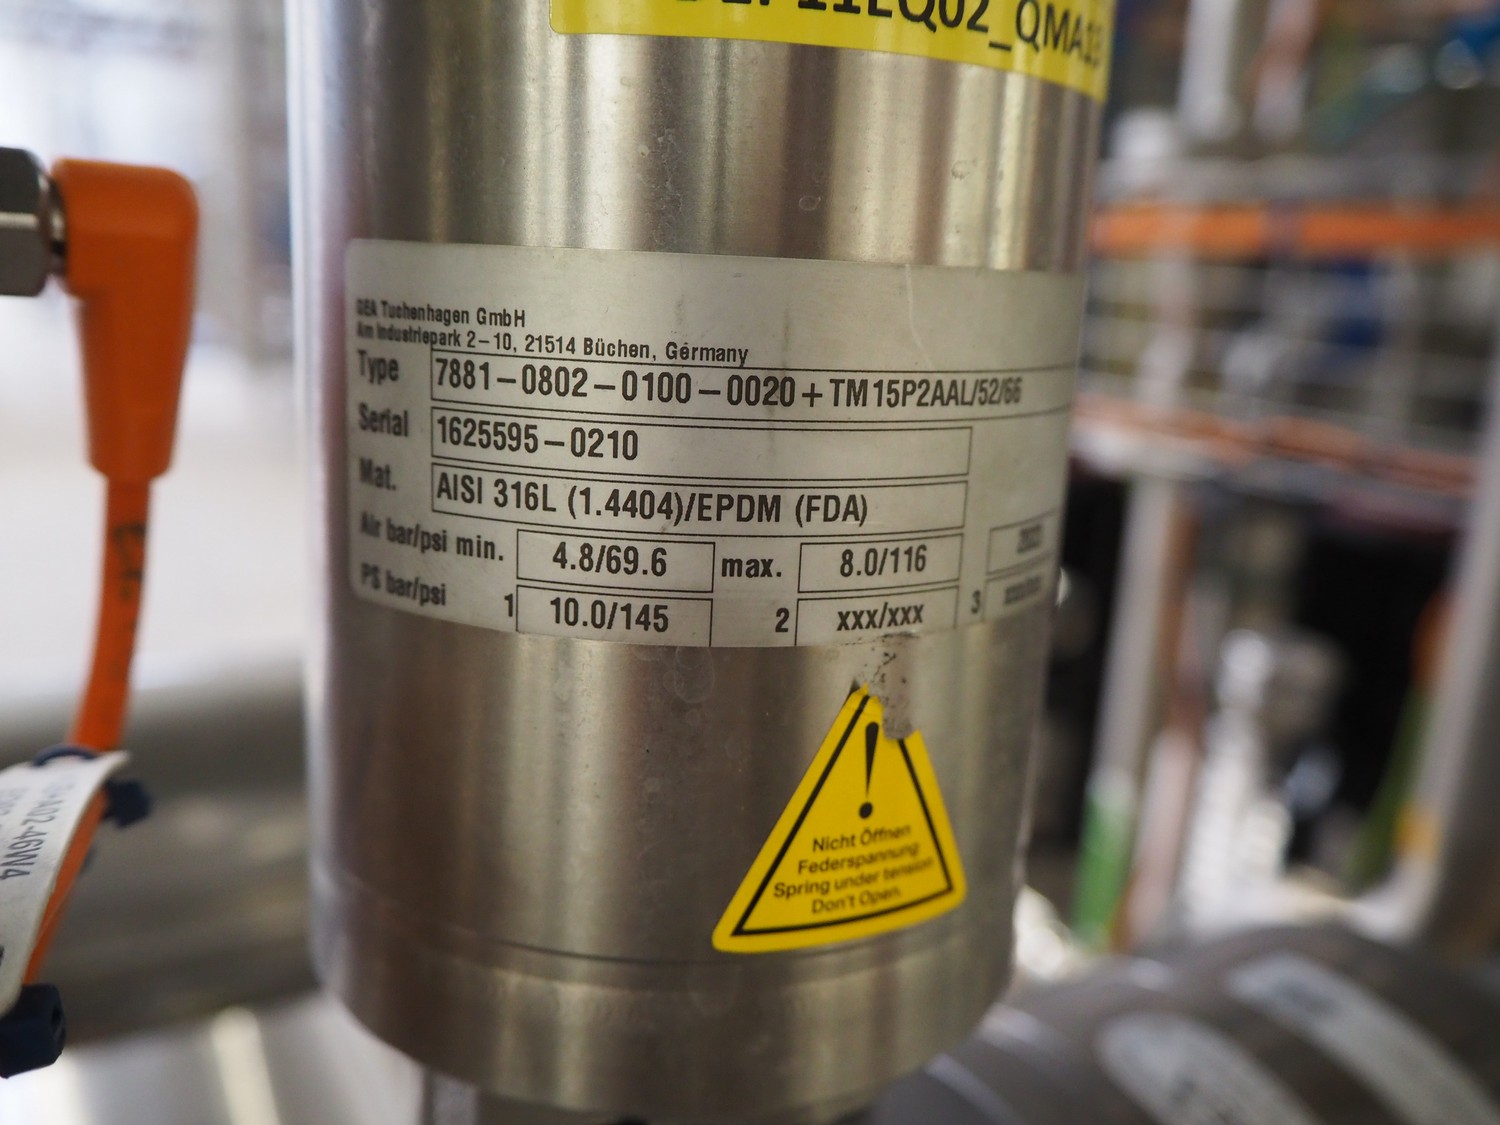 11LQ02_QMA13
GEA Tuchenhagen GmbH
Am Industriepark 2-10, 21514 Büchen, Germany
Type 7881-0802-0100-0020+TM15P2AAL/52/66
Serial 1625595-0210
Mat. AISI 316L (1.4404)/EPDM (FDA)
Air bar/psi min. 4.8/69.6 max. 8.0/116
PS bar/psi 1 10.0/145 2 xxx/xxx 3
Nicht Öffnen
Federspannung
Spring under tension
Don't Open.